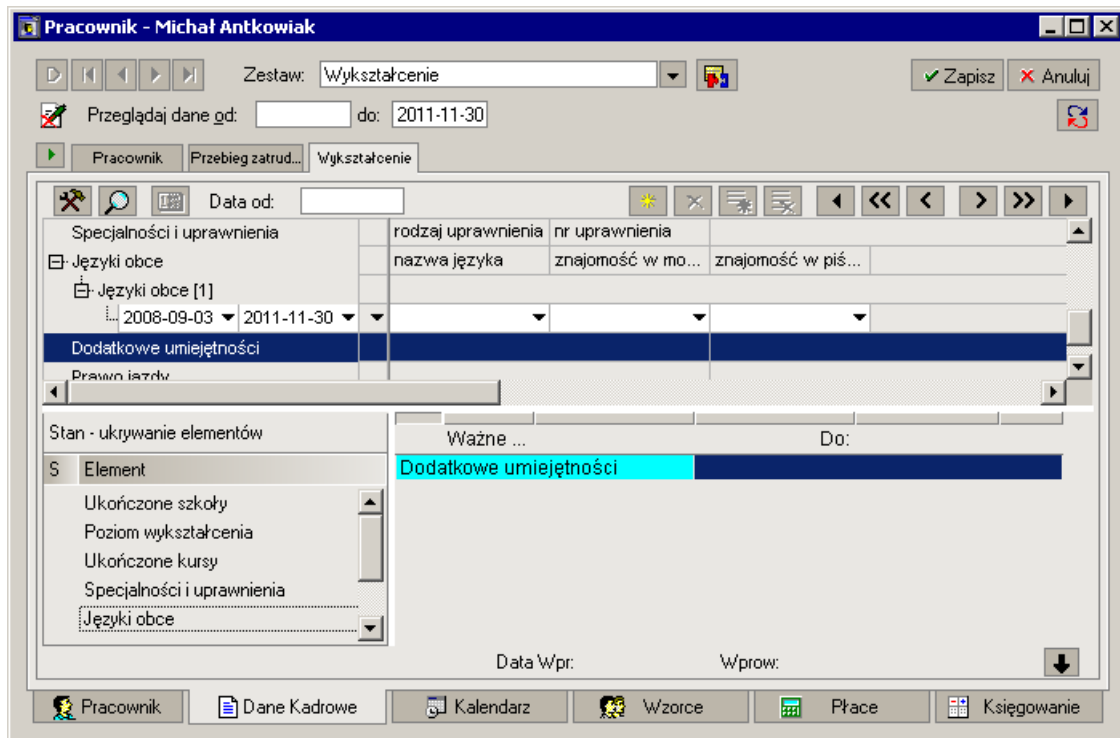 Pracownik - Michał Antkowiak
Zestaw: Wykształcenie Zapisz Anuluj
Przeglądaj dane od: do: 2011-11-30
Pracownik Przebieg zatrud... Wykształcenie
Data od:
Specjalności i uprawnienia rodzaj uprawnienia nr uprawnienia
Języki obce nazwa języka znajomość w mo... znajomość w piś...
Języki obce [1]
2008-09-03 2011-11-30
Dodatkowe umiejętności
Prawo jazdy
Stan - ukrywanie elementów Ważne ... Do:
S Element Dodatkowe umiejętności
Ukończone szkoły
Poziom wykształcenia
Ukończone kursy
Specjalności i uprawnienia
Języki obce
Data Wpr: Wprow:
Pracownik Dane Kadrowe Kalendarz Wzorce Płace Księgowanie